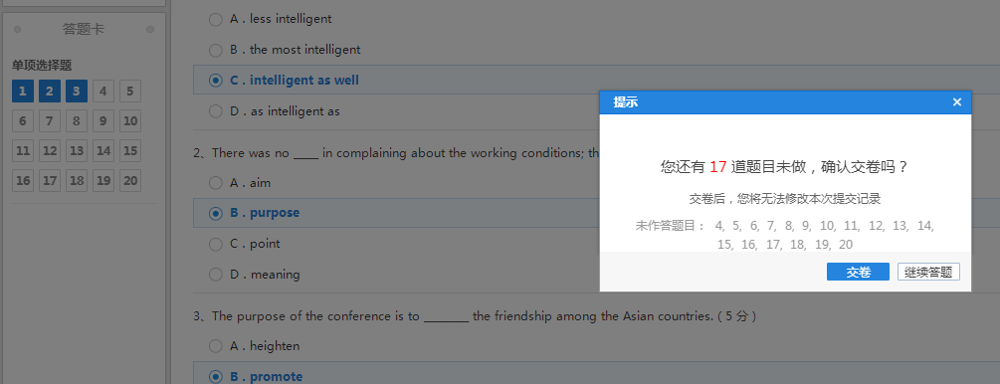 答题卡
单项选择题
1 2 3 4 5
6 7 8 9 10
11 12 13 14 15
16 17 18 19 20
A . less intelligent
B . the most intelligent
C . intelligent as well
D . as intelligent as
2、There was no ____ in complaining about the working conditions;
A . aim
B . purpose
C . point
D . meaning
3、The purpose of the conference is to _______ the friendship among the Asian countries. ( 5 分 )
A . heighten
B . promote
提示
您还有 17 道题目未做，确认交卷吗？
交卷后，您将无法修改本次提交记录
未作答题目： 4, 5, 6, 7, 8, 9, 10, 11, 12, 13, 14,
15, 16, 17, 18, 19, 20
交卷 继续答题